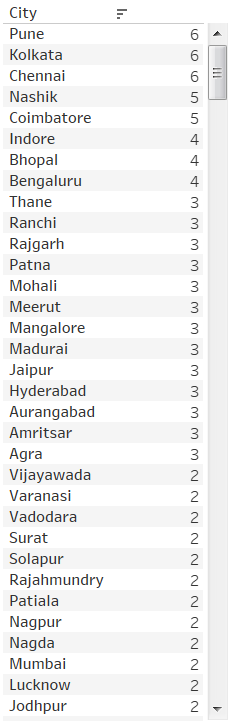 City
Pune 6
Kolkata 6
Chennai 6
Nashik 5
Coimbatore 5
Indore 4
Bhopal 4
Bengaluru 4
Thane 3
Ranchi 3
Rajgarh 3
Patna 3
Mohali 3
Meerut 3
Mangalore 3
Madurai 3
Jaipur 3
Hyderabad 3
Aurangabad 3
Amritsar 3
Agra 3
Vijayawada 2
Varanasi 2
Vadodara 2
Surat 2
Solapur 2
Rajahmundry 2
Patiala 2
Nagpur 2
Nagda 2
Mumbai 2
Lucknow 2
Jodhpur 2